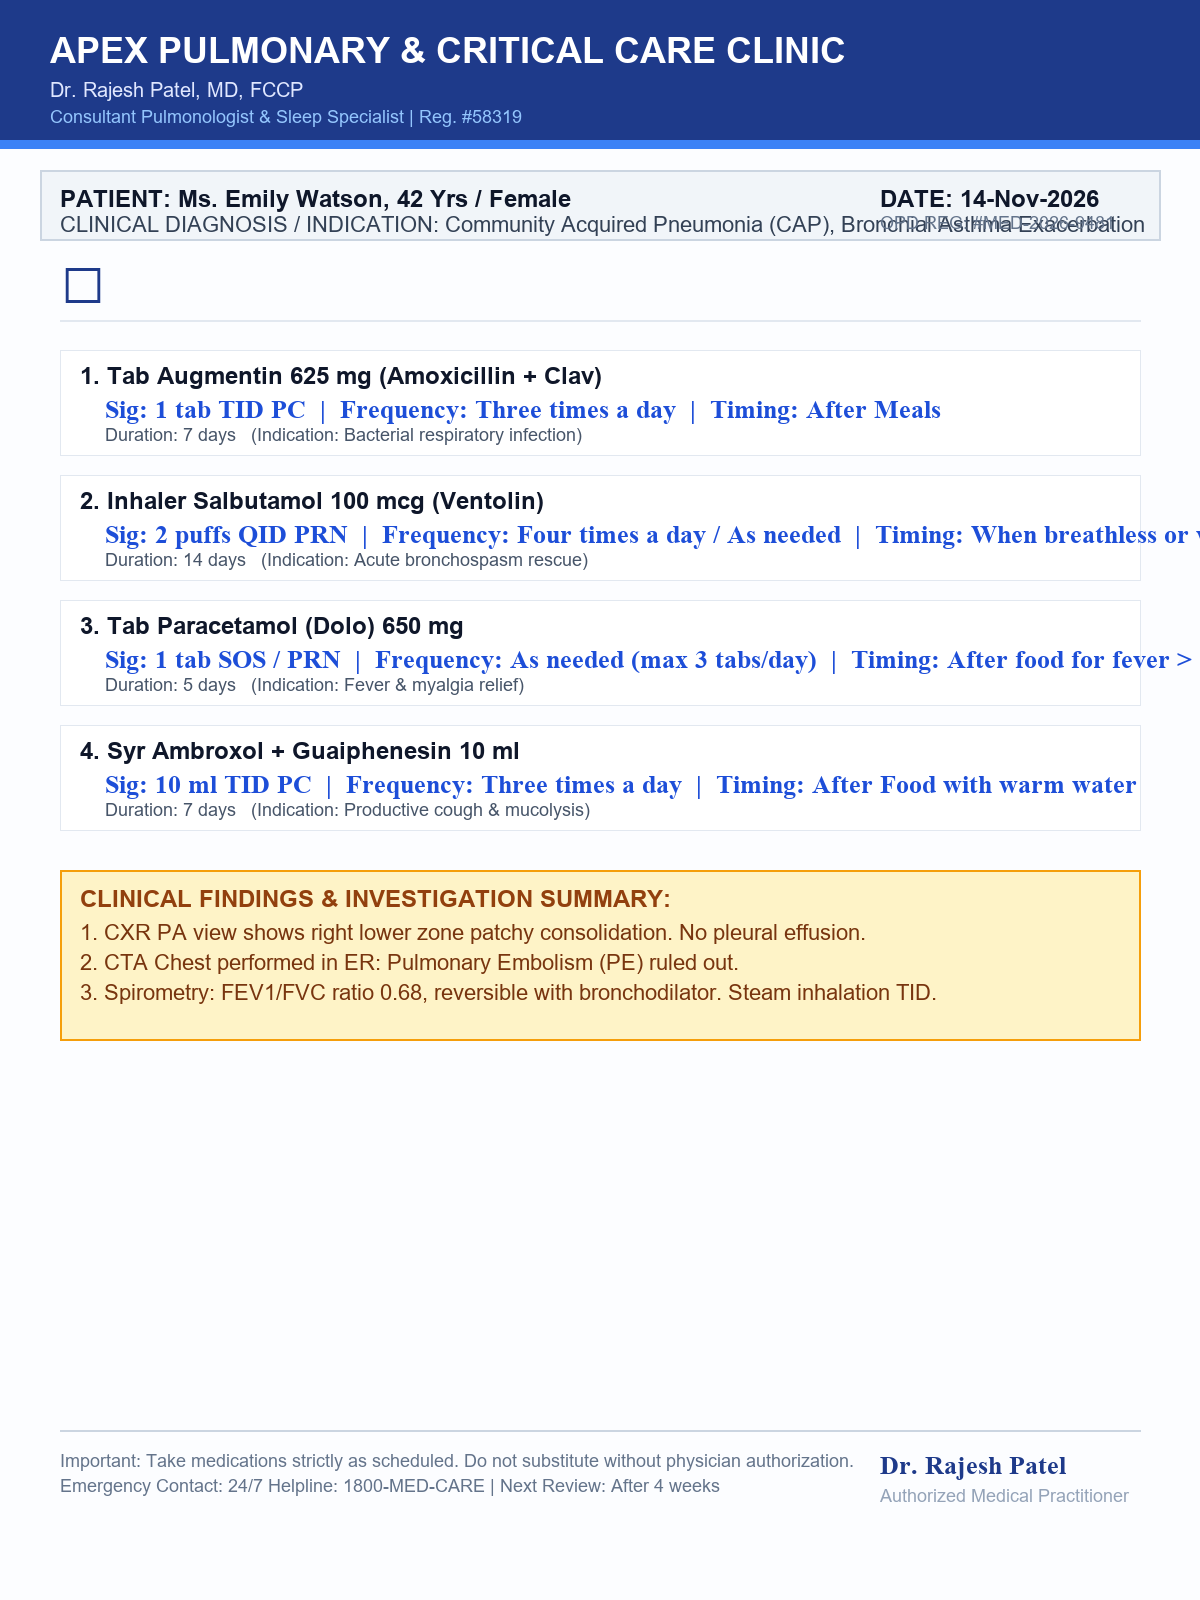 APEX PULMONARY & CRITICAL CARE CLINIC
Dr. Rajesh Patel, MD, FCCP
Consultant Pulmonologist & Sleep Specialist | Reg. #58319
PATIENT: Ms. Emily Watson, 42 Yrs / Female
DATE: 14-Nov-2026
CLINICAL DIAGNOSIS / INDICATION: Community Acquired Pneumonia (CAP), Bronchial Asthma Exacerbation
1. Tab Augmentin 625 mg (Amoxicillin + Clav)
Sig: 1 tab TID PC | Frequency: Three times a day | Timing: After Meals
Duration: 7 days (Indication: Bacterial respiratory infection)
2. Inhaler Salbutamol 100 mcg (Ventolin)
Sig: 2 puffs QID PRN | Frequency: Four times a day / As needed | Timing: When breathless or
Duration: 14 days (Indication: Acute bronchospasm rescue)
3. Tab Paracetamol (Dolo) 650 mg
Sig: 1 tab SOS / PRN | Frequency: As needed (max 3 tabs/day) | Timing: After food for fever >
Duration: 5 days (Indication: Fever & myalgia relief)
4. Syr Ambroxol + Guaiphenesin 10 ml
Sig: 10 ml TID PC | Frequency: Three times a day | Timing: After Food with warm water
Duration: 7 days (Indication: Productive cough & mucolysis)
CLINICAL FINDINGS & INVESTIGATION SUMMARY:
1. CXR PA view shows right lower zone patchy consolidation. No pleural effusion.
2. CTA Chest performed in ER: Pulmonary Embolism (PE) ruled out.
3. Spirometry: FEV1/FVC ratio 0.68, reversible with bronchodilator. Steam inhalation TID.
Important: Take medications strictly as scheduled. Do not substitute without physician authorization.
Emergency Contact: 24/7 Helpline: 1800-MED-CARE | Next Review: After 4 weeks
Dr. Rajesh Patel
Authorized Medical Practitioner